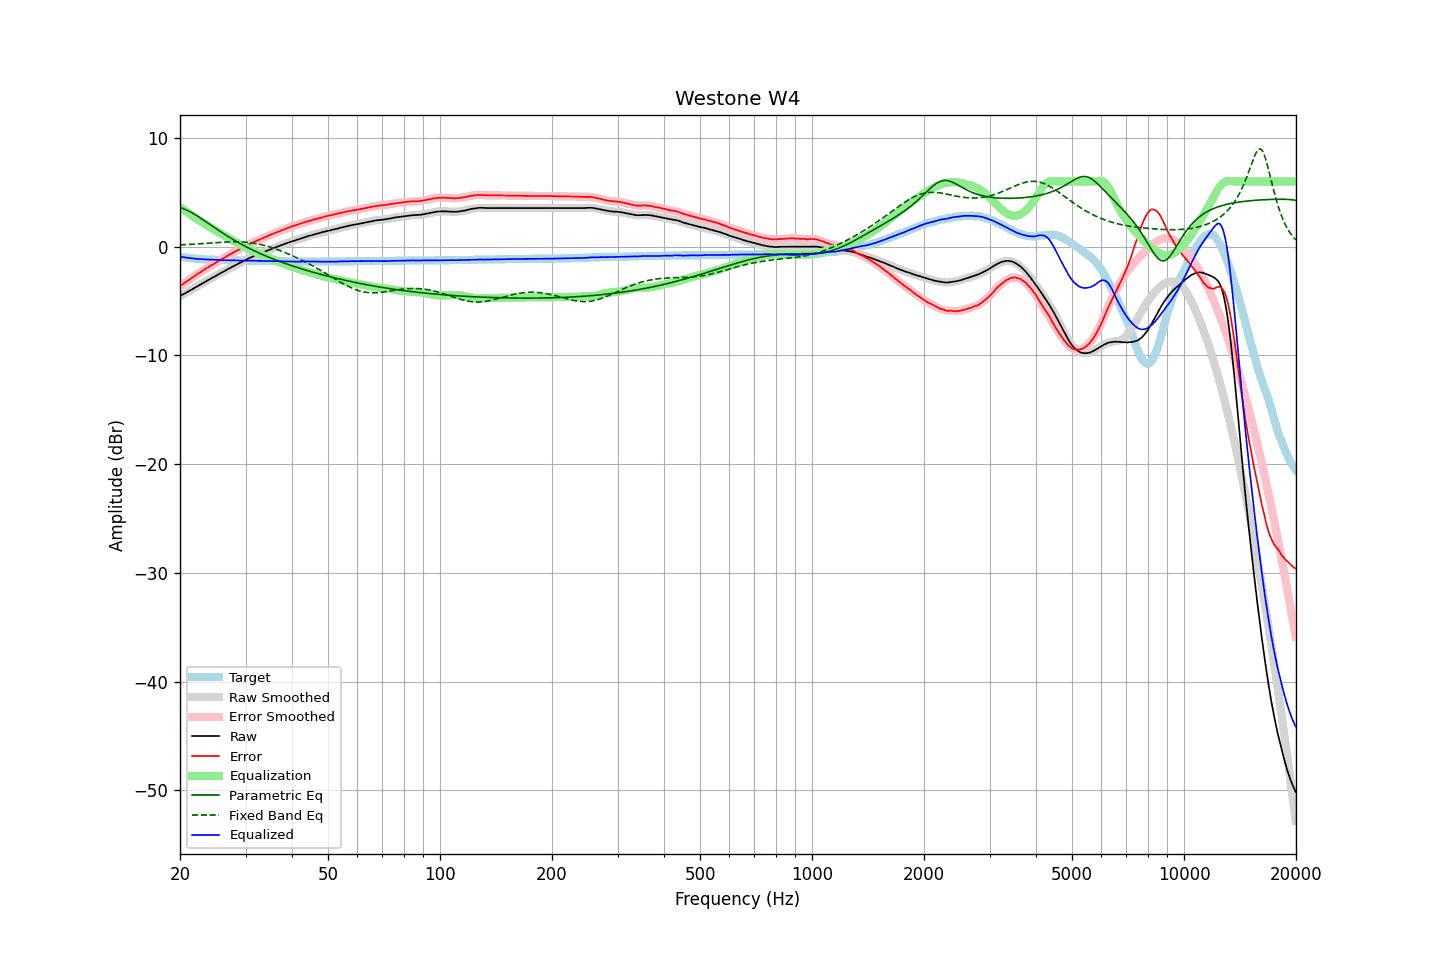 Westone W4
10
0
−10
−20
−30
−40
−50
Amplitude (dBr)
Target
Raw Smoothed
Error Smoothed
Raw
Error
Equalization
Parametric Eq
Fixed Band Eq
Equalized
20 50 100 200 500 1000 2000 5000 10000 20000
Frequency (Hz)